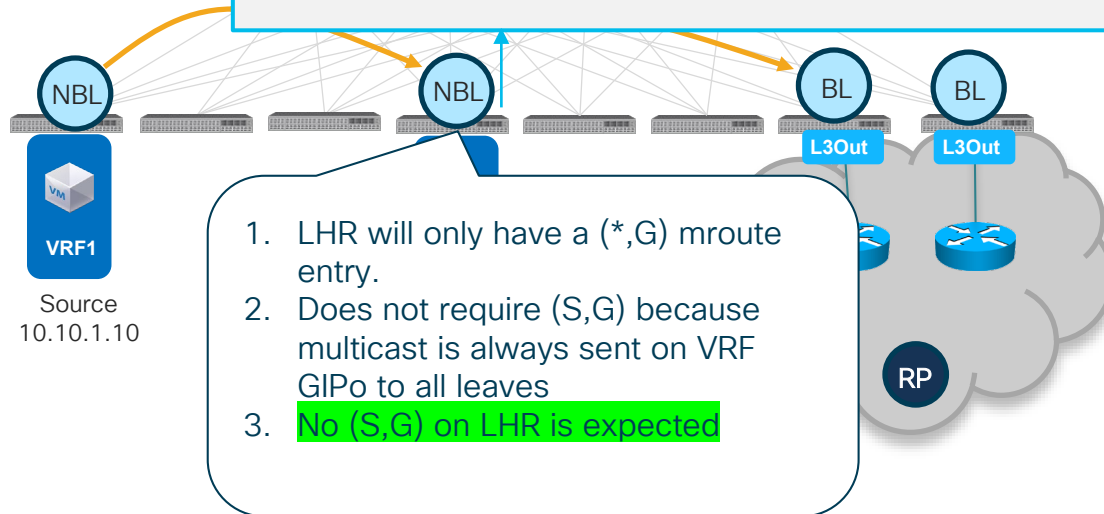 NBL
NBL
BL
BL
L3Out
L3Out
VM
VRF1
Source
10.10.1.10
1. LHR will only have a (*,G) mroute
entry.
2. Does not require (S,G) because
multicast is always sent on VRF
GIPo to all leaves
3. No (S,G) on LHR is expected
RP